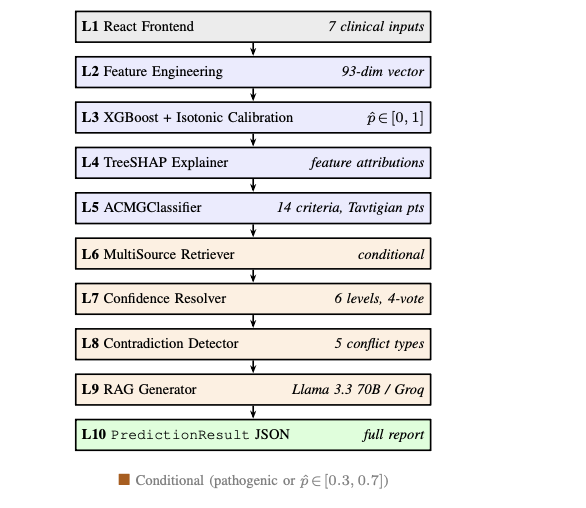 L1 React Frontend 7 clinical inputs
L2 Feature Engineering 93-dim vector
L3 XGBoost + Isotonic Calibration p̂ ∈ [0, 1]
L4 TreeSHAP Explainer feature attributions
L5 ACMGClassifier 14 criteria, Tavtigian pts
L6 MultiSource Retriever conditional
L7 Confidence Resolver 6 levels, 4-vote
L8 Contradiction Detector 5 conflict types
L9 RAG Generator Llama 3.3 70B / Groq
L10 PredictionResult JSON full report
Conditional (pathogenic or p̂ ∈ [0.3, 0.7])